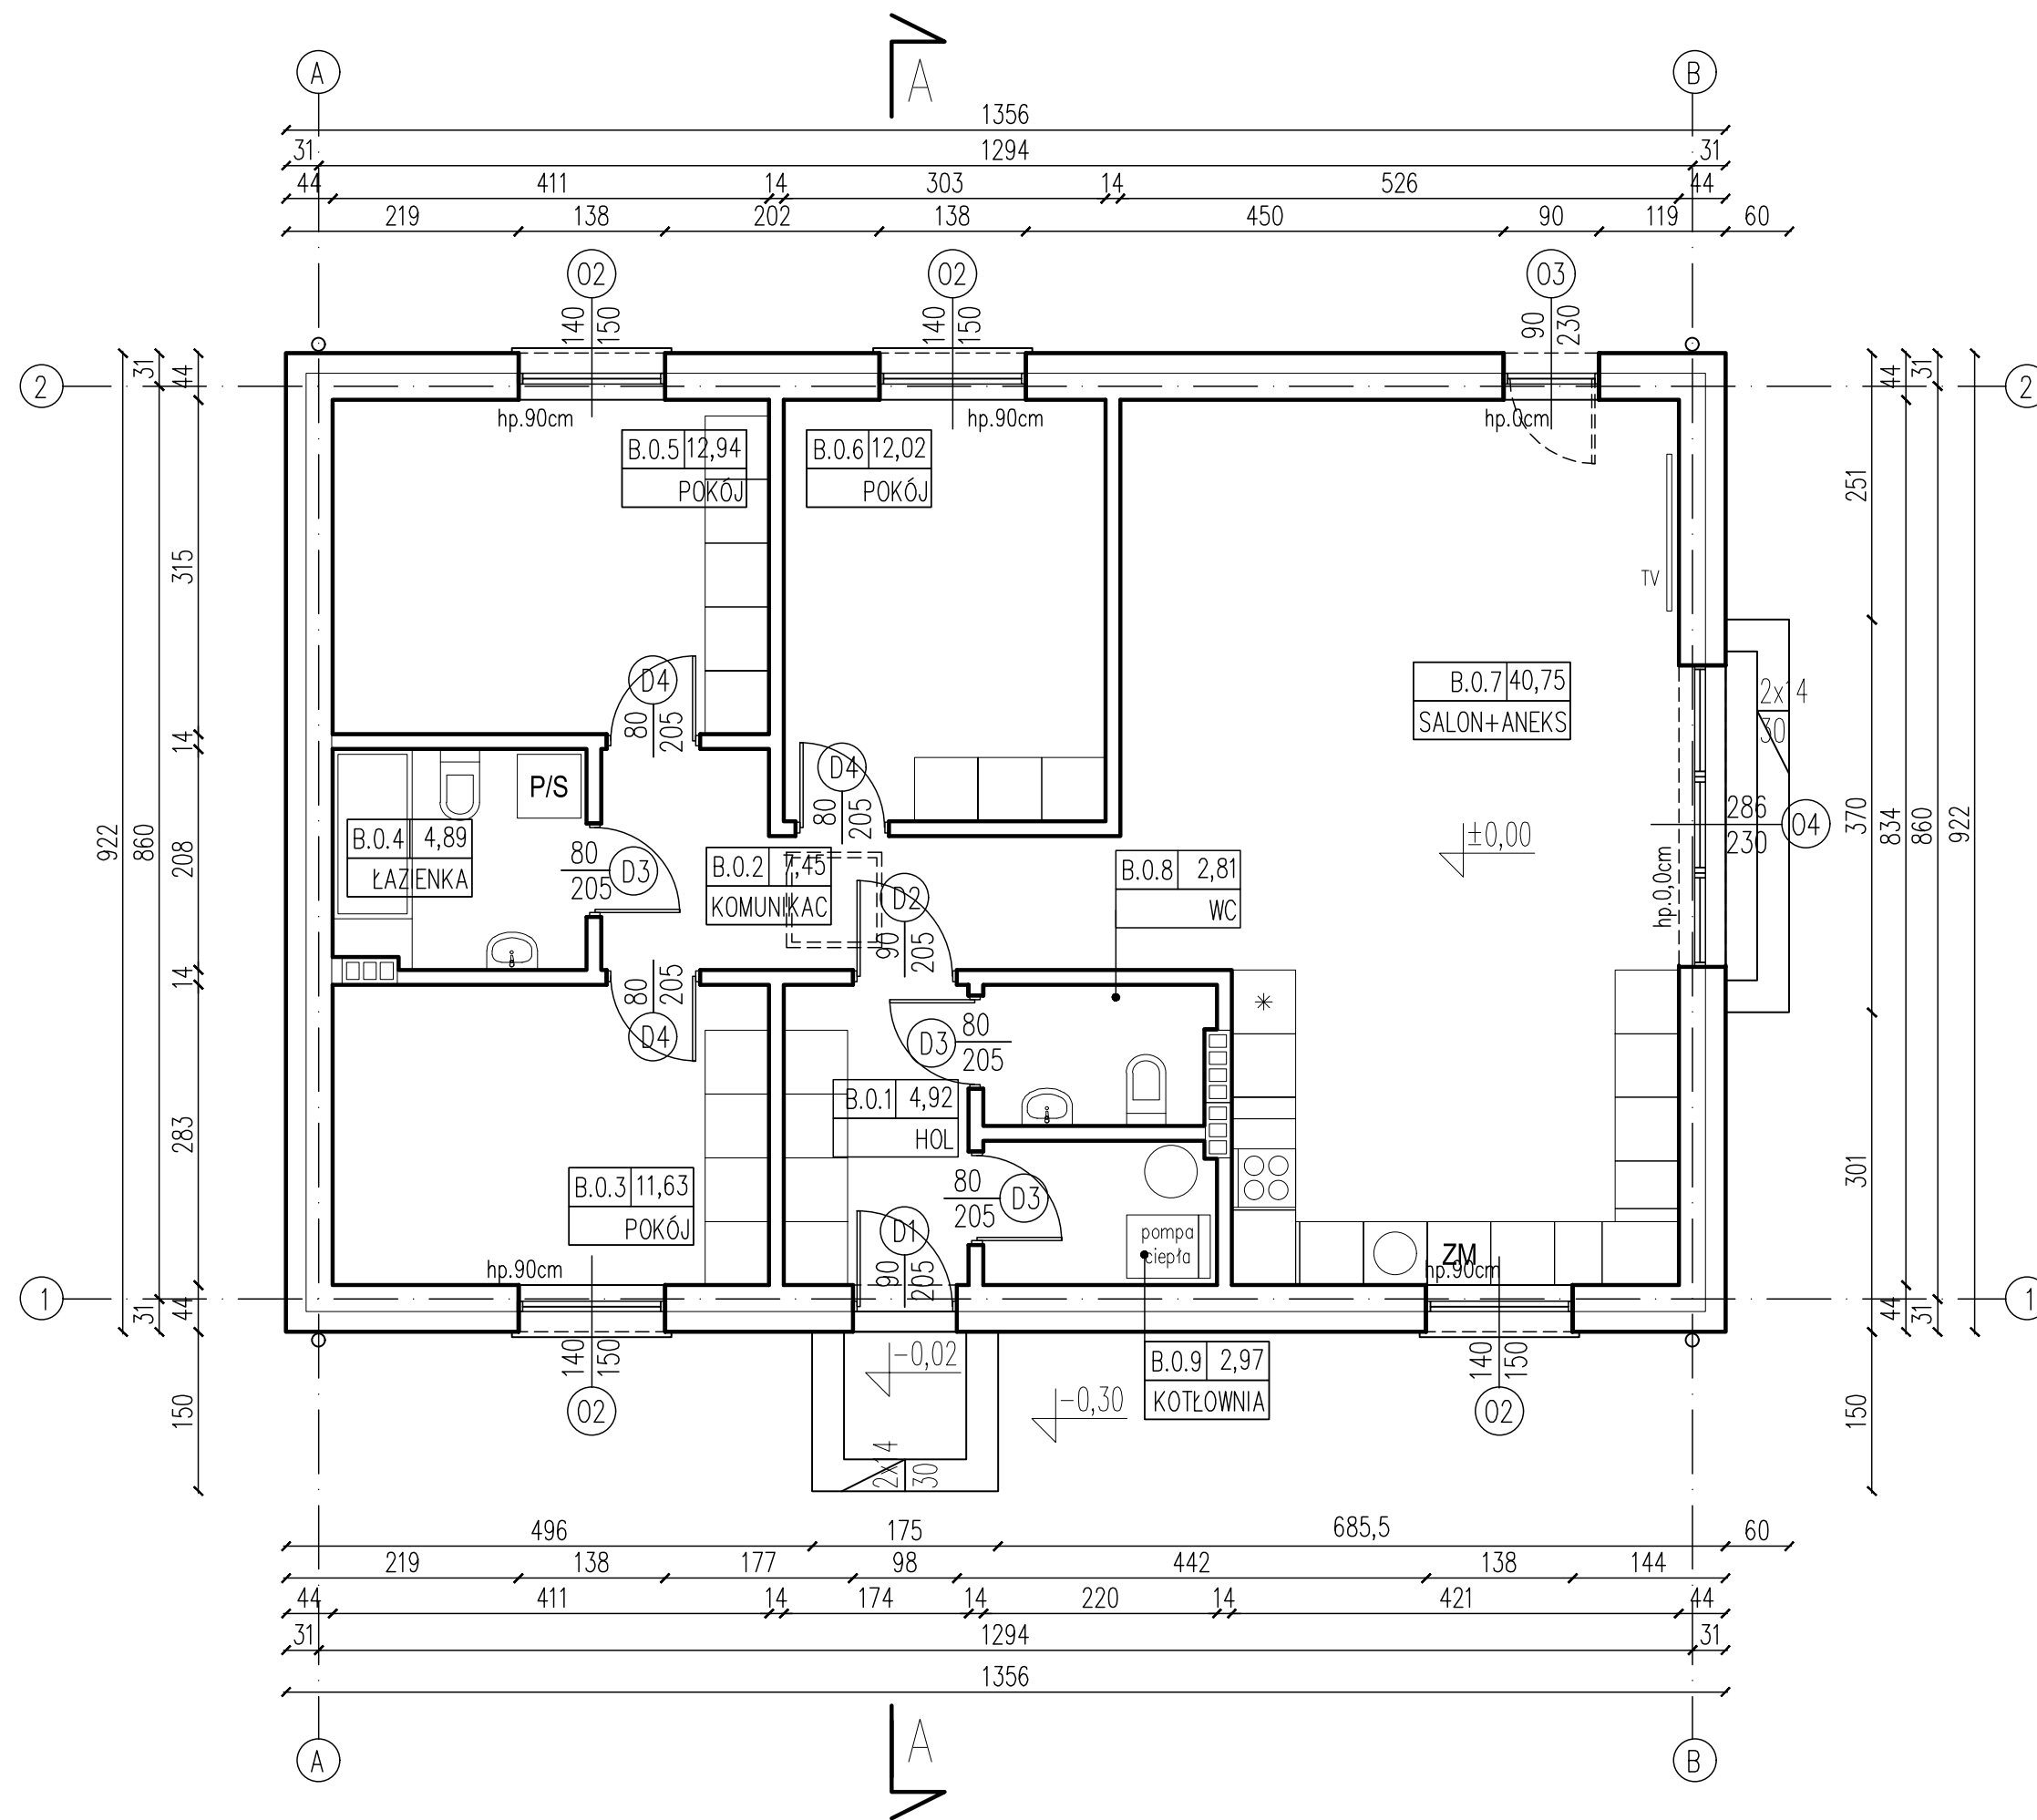 A
A
B
1356
31
1294
31
44
411
14
303
14
526
44
219
138
202
138
450
90
119
60
O2
O2
O3
140
150
140
150
90
230
2
2
hp.90cm
hp.90cm
hp.0cm
B.0.5 12,94
POKÓJ
B.0.6 12,02
POKÓJ
TV
B.0.7 40,75
SALON+ANEKS
D4
80
205
D4
80
205
P/S
B.0.4 4,89
ŁAZIENKA
80
205
D3
B.0.2 7,45
KOMUNIKAC
D2
90
205
B.0.8 2,81
WC
±0,00
hp.0,0cm
2x14
30
286
230
O4
80
205
D4
D3
80
205
B.0.1 4,92
HOL
B.0.3 11,63
POKÓJ
80
205
D3
D1
90
205
pompa
ciepła
ZM
hp.90cm
hp.90cm
1
1
140
150
O2
-0,02
-0,30
B.0.9 2,97
KOTŁOWNIA
140
150
O2
2x14
30
922
860
31
31
44
315
14
208
14
283
44
150
251
370
301
150
44
834
44
31
860
31
922
496
175
685,5
60
219
138
177
98
442
138
144
44
411
14
174
14
220
14
421
44
31
1294
31
1356
A
A
B